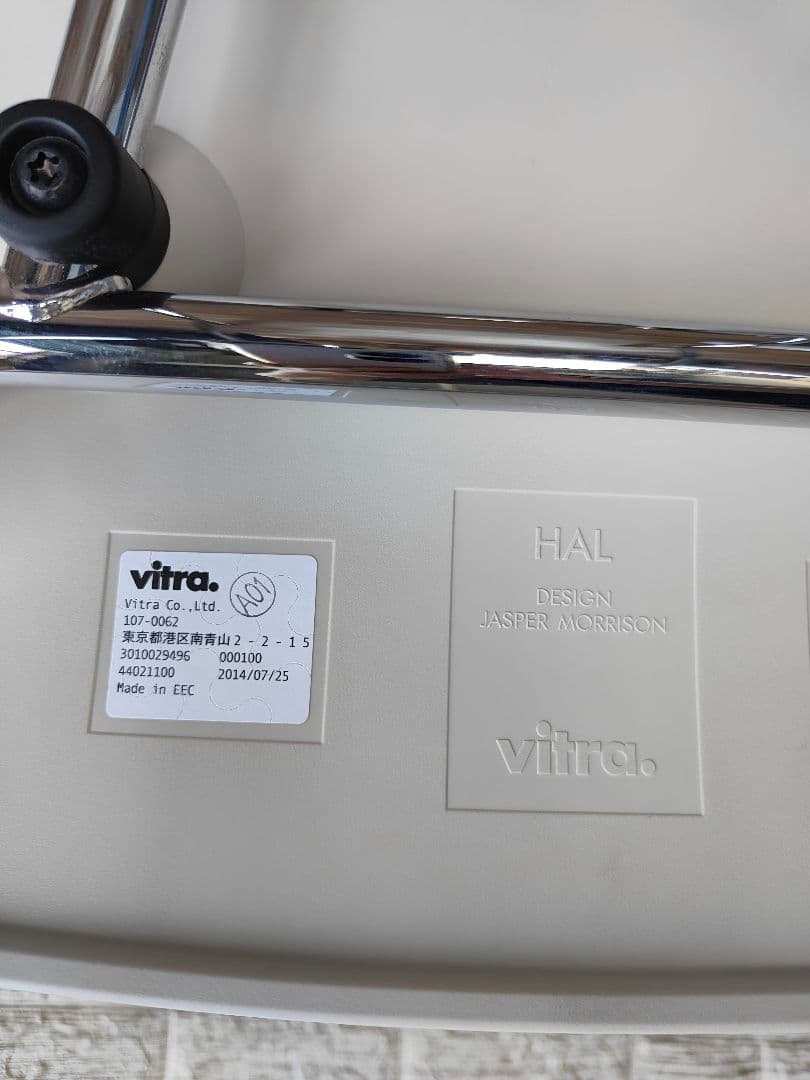 vitra.
A01
Vitra Co.,Ltd.
107-0062
東京都港区南青山2-2-15
3010029496 000100
44021100 2014/07/25
Made in EEC
HAL
DESIGN
JASPER MORRISON
vitra.